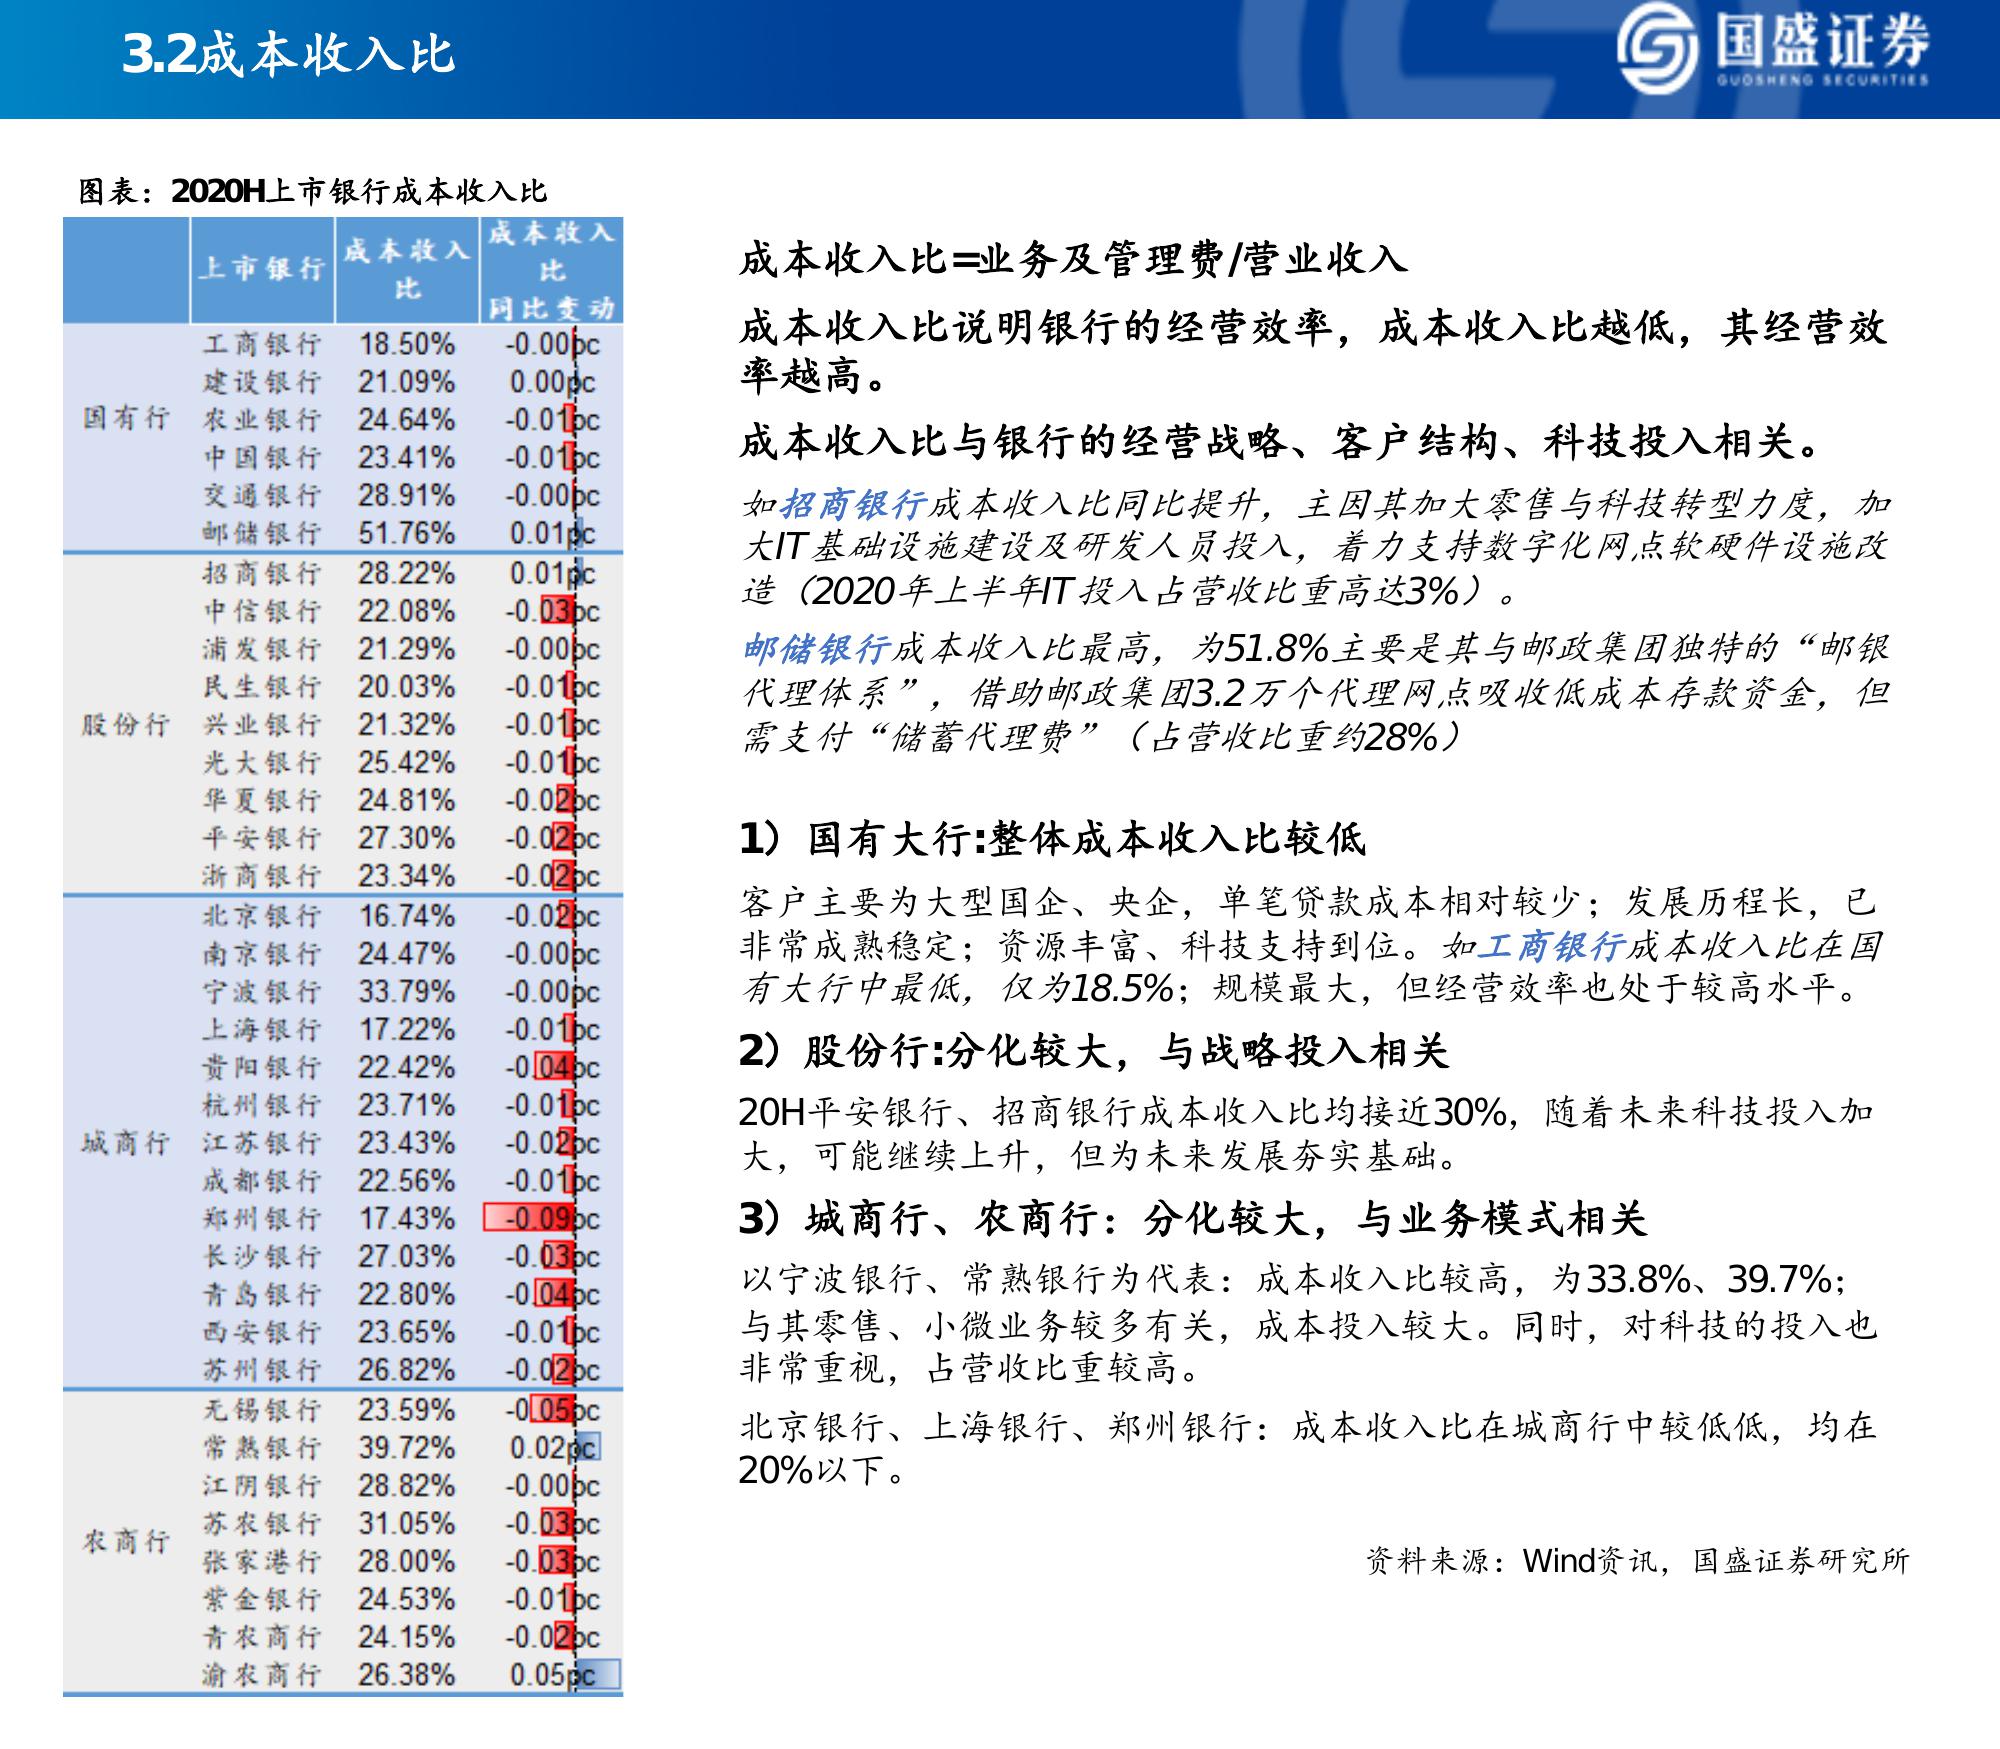 3.2成本收入比
国盛证券
GUOSHENG SECURITIES
图表：2020H上市银行成本收入比
上市银行 成本收入比 成本收入比同比变动
国有行
工商银行 18.50% -0.00pc
建设银行 21.09% 0.00pc
农业银行 24.64% -0.01pc
中国银行 23.41% -0.01pc
交通银行 28.91% -0.00pc
邮储银行 51.76% 0.01pc
股份行
招商银行 28.22% 0.01pc
中信银行 22.08% -0.03pc
浦发银行 21.29% -0.00pc
民生银行 20.03% -0.01pc
兴业银行 21.32% -0.01pc
光大银行 25.42% -0.01pc
华夏银行 24.81% -0.02pc
平安银行 27.30% -0.02pc
浙商银行 23.34% -0.02pc
城商行
北京银行 16.74% -0.02pc
南京银行 24.47% -0.00pc
宁波银行 33.79% -0.00pc
上海银行 17.22% -0.01pc
贵阳银行 22.42% -0.04pc
杭州银行 23.71% -0.01pc
江苏银行 23.43% -0.02pc
成都银行 22.56% -0.01pc
郑州银行 17.43% -0.09pc
长沙银行 27.03% -0.03pc
青岛银行 22.80% -0.04pc
西安银行 23.65% -0.01pc
苏州银行 26.82% -0.02pc
农商行
无锡银行 23.59% -0.05pc
常熟银行 39.72% 0.02pc
江阴银行 28.82% -0.00pc
苏农银行 31.05% -0.03pc
张家港行 28.00% -0.03pc
紫金银行 24.53% -0.01pc
青农商行 24.15% -0.02pc
渝农商行 26.38% 0.05pc
成本收入比=业务及管理费/营业收入
成本收入比说明银行的经营效率，成本收入比越低，其经营效
率越高。
成本收入比与银行的经营战略、客户结构、科技投入相关。
如招商银行成本收入比同比提升，主因其加大零售与科技转型力度，加
大IT基础设施建设及研发人员投入，着力支持数字化网点软硬件设施改
造（2020年上半年IT投入占营收比重高达3%）。
邮储银行成本收入比最高，为51.8%主要是其与邮政集团独特的“邮银
代理体系”，借助邮政集团3.2万个代理网点吸收低成本存款资金，但
需支付“储蓄代理费”（占营收比重约28%）
1）国有大行:整体成本收入比较低
客户主要为大型国企、央企，单笔贷款成本相对较少；发展历程长，已
非常成熟稳定；资源丰富、科技支持到位。如工商银行成本收入比在国
有大行中最低，仅为18.5%；规模最大，但经营效率也处于较高水平。
2）股份行:分化较大，与战略投入相关
20H平安银行、招商银行成本收入比均接近30%，随着未来科技投入加
大，可能继续上升，但为未来发展夯实基础。
3）城商行、农商行：分化较大，与业务模式相关
以宁波银行、常熟银行为代表：成本收入比较高，为33.8%、39.7%；
与其零售、小微业务较多有关，成本投入较大。同时，对科技的投入也
非常重视，占营收比重较高。
北京银行、上海银行、郑州银行：成本收入比在城商行中较低低，均在
20%以下。
资料来源：Wind资讯，国盛证券研究所